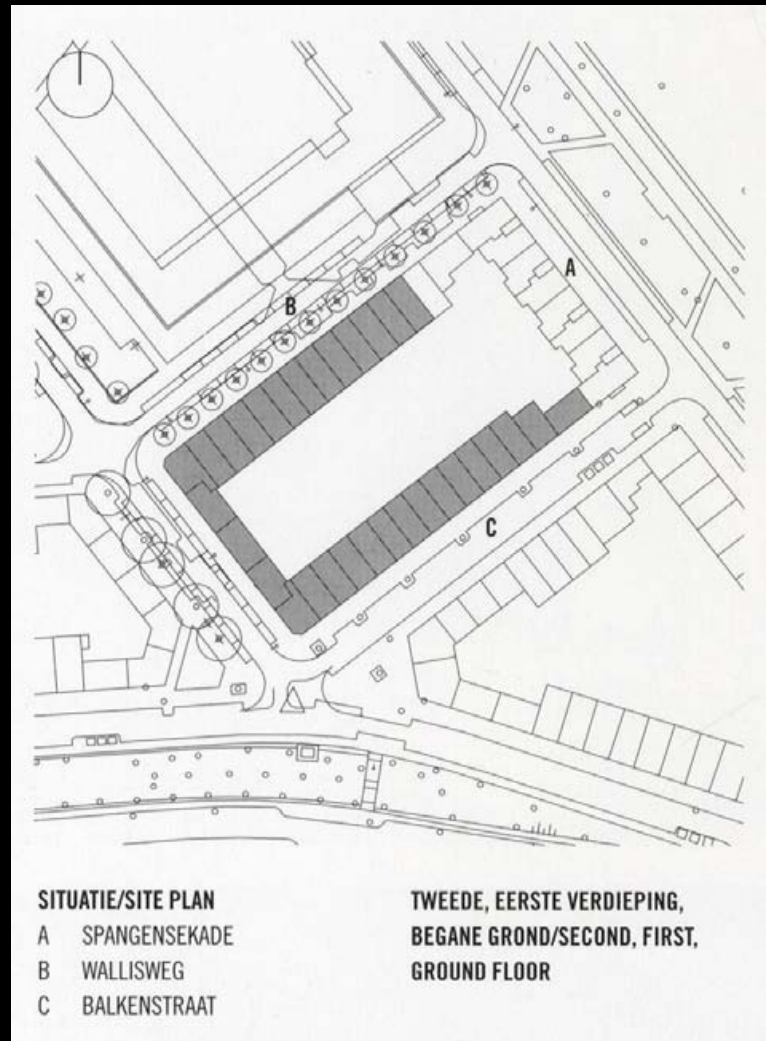 A
B
C
SITUATIE/SITE PLAN
A SPANGENSEKADE
B WALLISWEG
C BALKENSTRAAT
TWEEDE, EERSTE VERDIEPING,
BEGANE GROND/SECOND, FIRST,
GROUND FLOOR